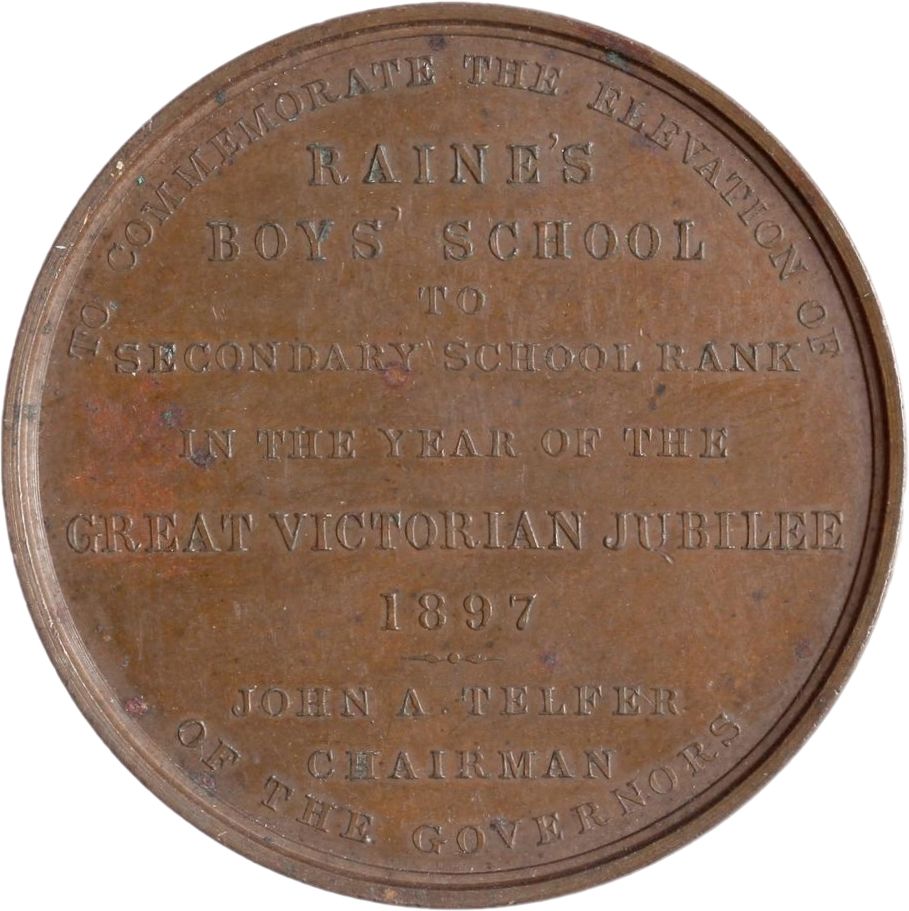 TO COMMEMORATE THE ELEVATION OF
RAINE'S
BOYS' SCHOOL
TO
SECONDARY SCHOOL RANK
IN THE YEAR OF THE
GREAT VICTORIAN JUBILEE
1897
JOHN A. TELFER
CHAIRMAN
OF THE GOVERNORS